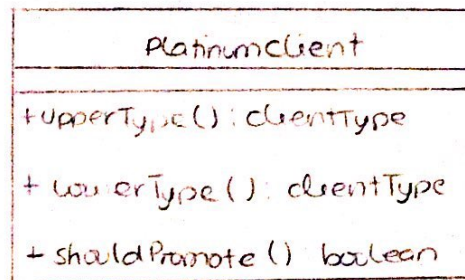 PlatinumClient
+upperType(): clientType
+ lowerType(): clientType
+ shouldPromote() boolean